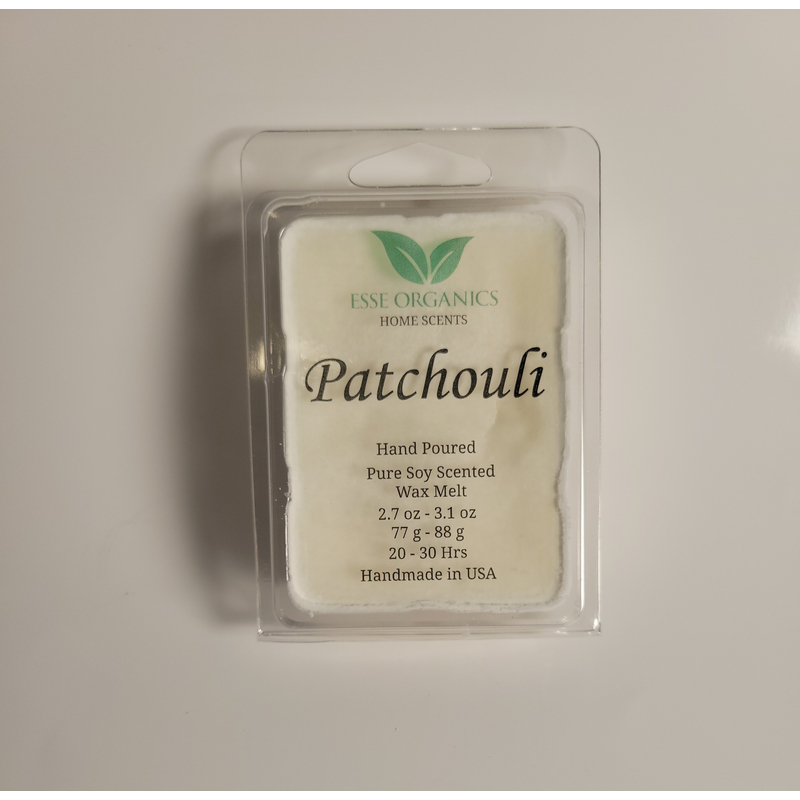 ESSE ORGANICS
HOME SCENTS
Patchouli
Hand Poured
Pure Soy Scented
Wax Melt
2.7 oz - 3.1 oz
77 g - 88 g
20 - 30 Hrs
Handmade in USA